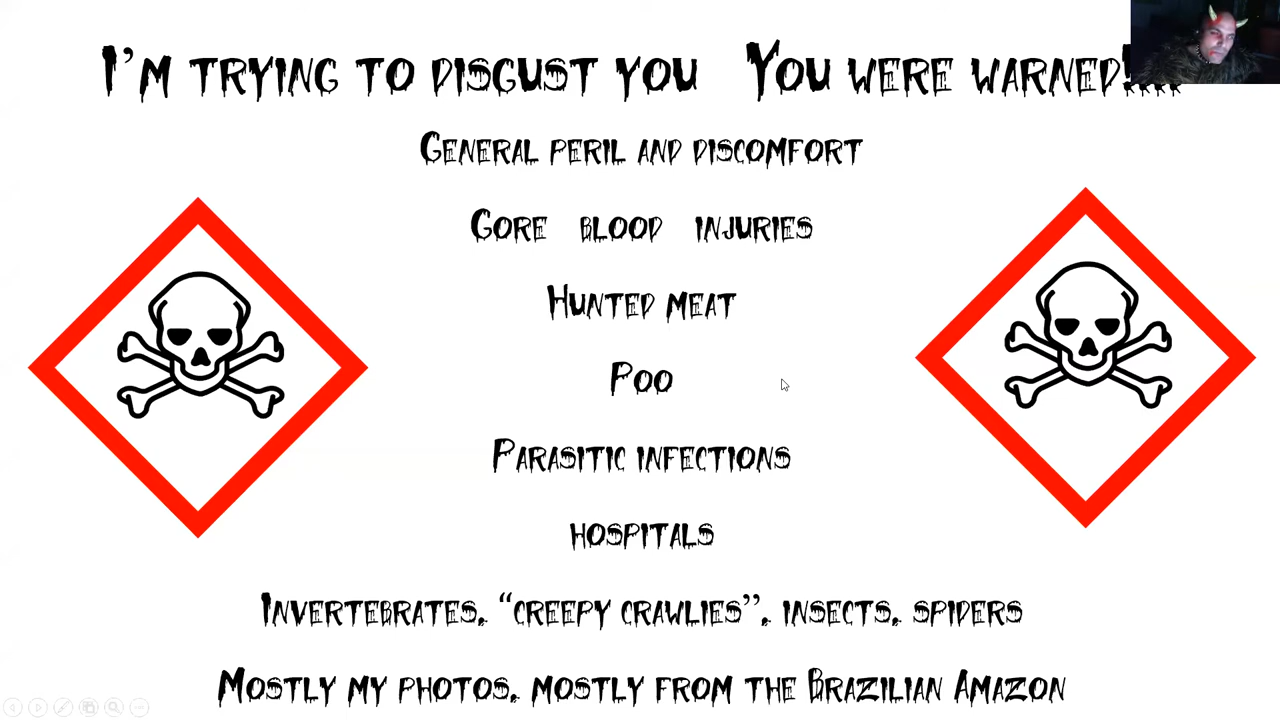 I'm trying to disgust you You were warned!....
General peril and discomfort
Gore blood injuries
Hunted meat
Poo
Parasitic infections
hospitals
Invertebrates, “creepy crawlies”, insects, spiders
Mostly my photos, mostly from the Brazilian Amazon